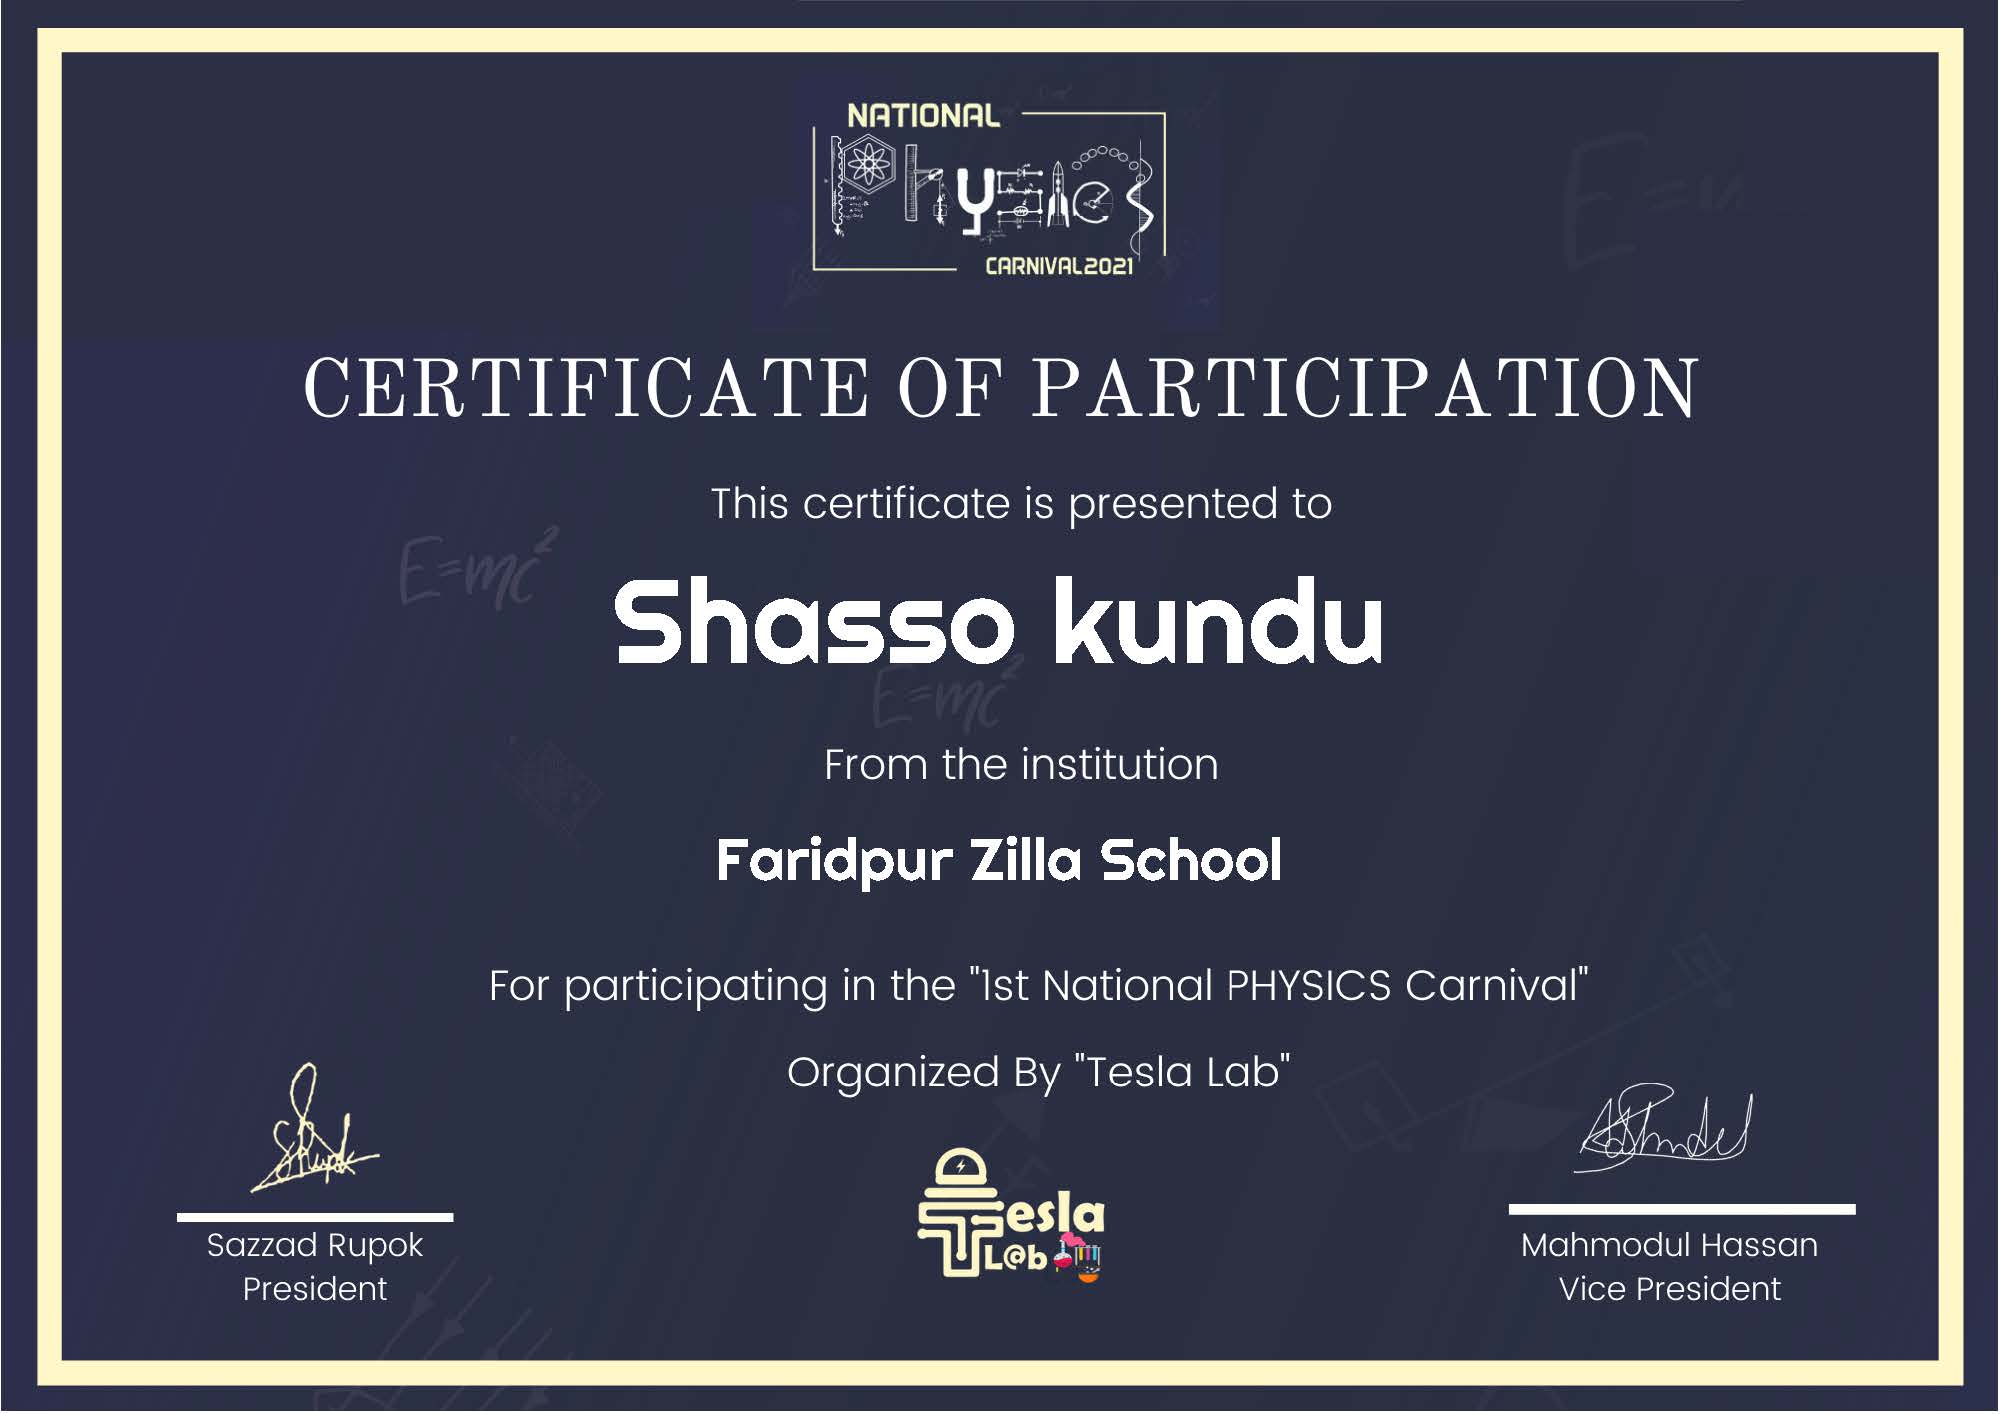 NATIONAL
Physics
CARNIVAL2021
CERTIFICATE OF PARTICIPATION
This certificate is presented to
E=mc²
Shasso kundu
E=mc²
From the institution
Faridpur Zilla School
For participating in the "1st National PHYSICS Carnival"
Organized By "Tesla Lab"
Tesla
L@b
Sazzad Rupok
President
Mahmodul Hassan
Vice President